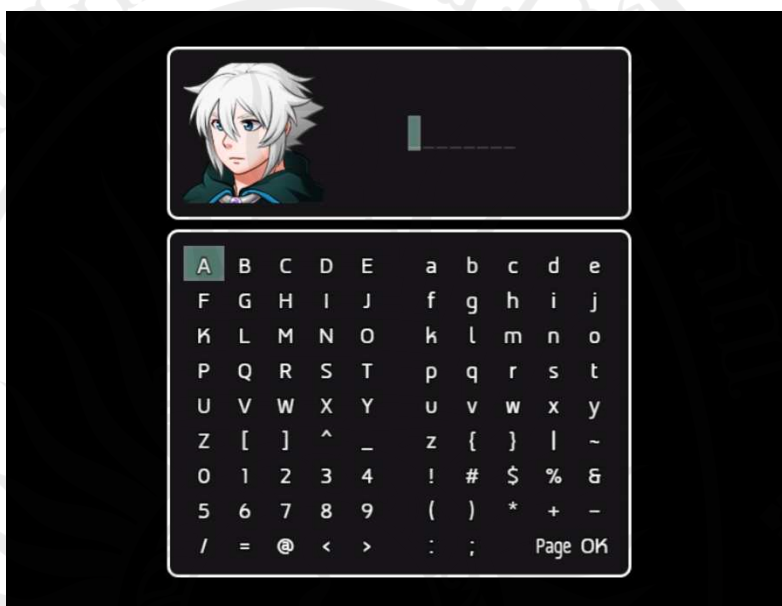 A B C D E a b c d e
F G H I J f g h i j
K L M N O k l m n o
P Q R S T p q r s t
U V W X Y u v w x y
Z [ ] ^ _ z { } | ~
0 1 2 3 4 ! # $ % &
5 6 7 8 9 ( ) * + -
/ = @ < > : ; Page OK